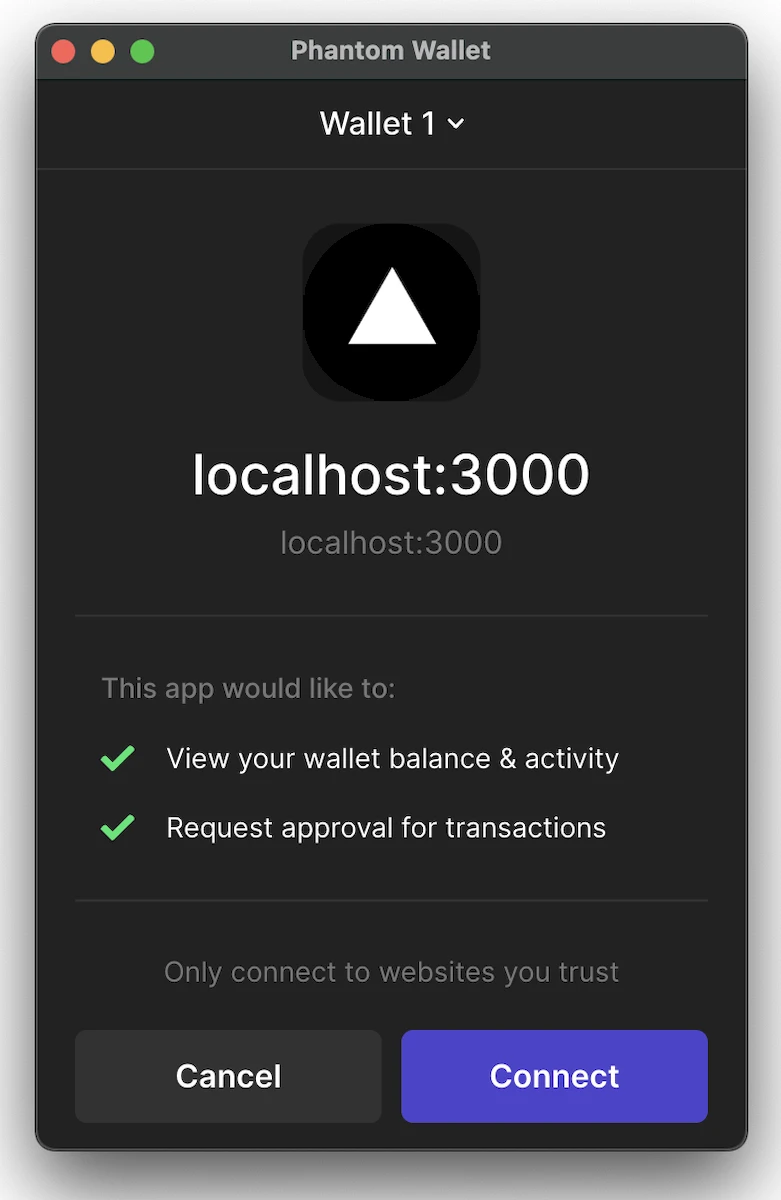 Phantom Wallet
Wallet 1
localhost:3000
localhost:3000
This app would like to:
View your wallet balance & activity
Request approval for transactions
Only connect to websites you trust
Cancel
Connect